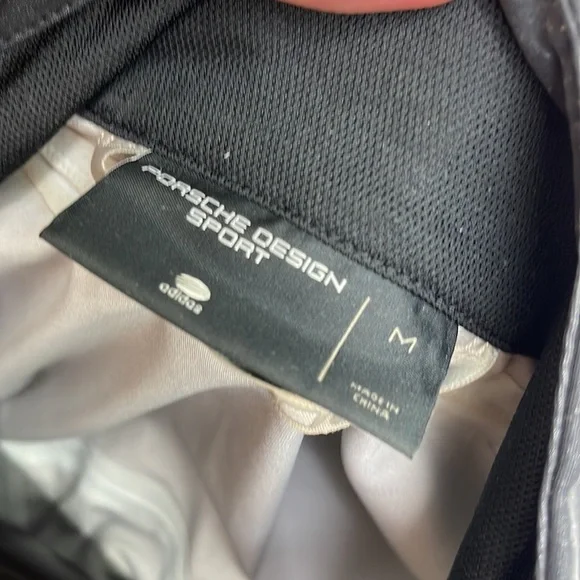 PORSCHE DESIGN
SPORT
adidas
M
MADE IN
CHINA